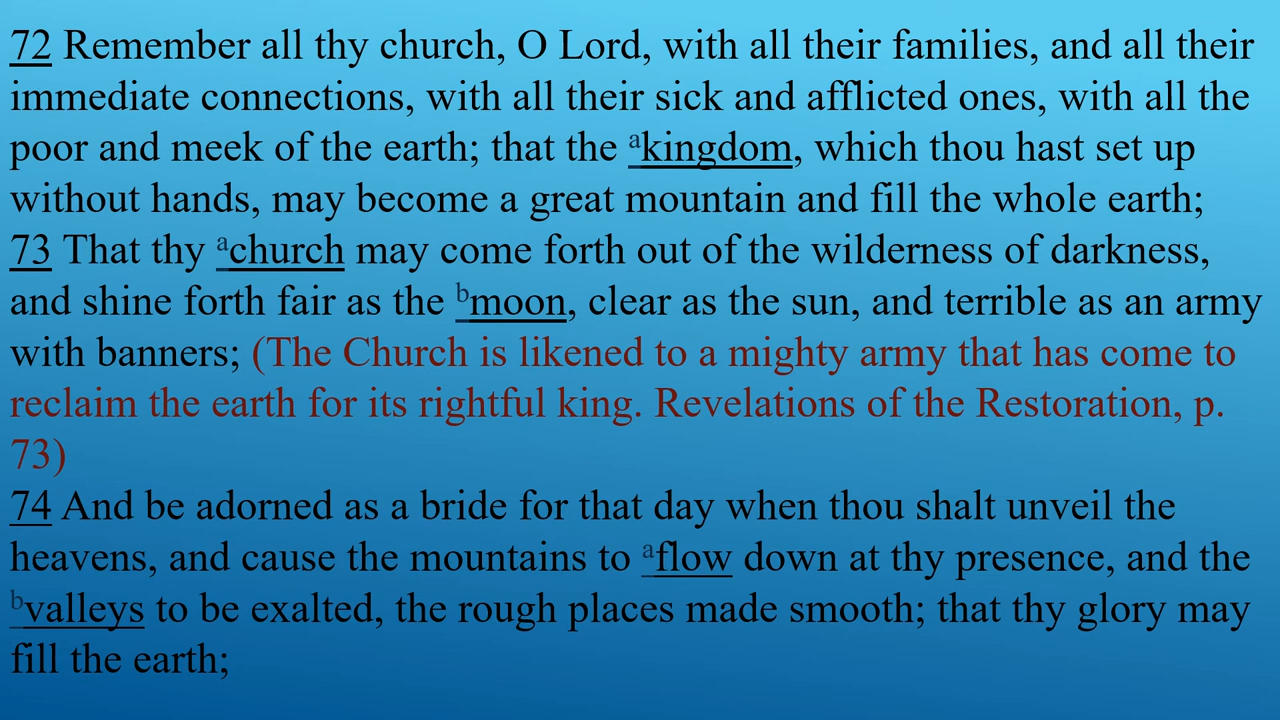 72 Remember all thy church, O Lord, with all their families, and all their
immediate connections, with all their sick and afflicted ones, with all the
poor and meek of the earth; that the akingdom, which thou hast set up
without hands, may become a great mountain and fill the whole earth;
73 That thy achurch may come forth out of the wilderness of darkness,
and shine forth fair as the bmoon, clear as the sun, and terrible as an army
with banners; (The Church is likened to a mighty army that has come to
reclaim the earth for its rightful king. Revelations of the Restoration, p.
73)
74 And be adorned as a bride for that day when thou shalt unveil the
heavens, and cause the mountains to aflow down at thy presence, and the
bvalleys to be exalted, the rough places made smooth; that thy glory may
fill the earth;